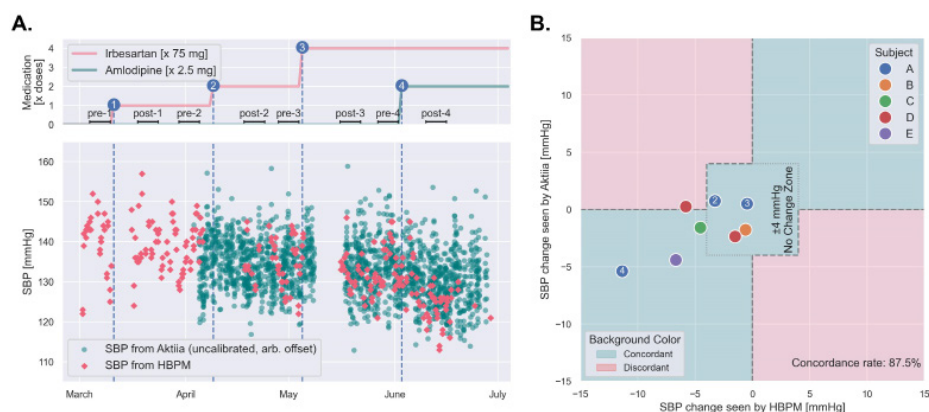 A.
Medication
[x doses]
4
3
2
1
0
Irbesartan [x 75 mg]
Amlodipine [x 2.5 mg]
1
2
3
4
pre-1
post-1
pre-2
post-2
pre-3
post-3
pre-4
post-4
SBP [mmHg]
160
150
140
130
120
110
SBP from Aktiia (uncalibrated, arb. offset)
SBP from HBPM
March
April
May
June
July
B.
SBP change seen by Aktiia [mmHg]
15
10
5
0
−5
−10
−15
Subject
A
B
C
D
E
2
3
4
±4 mmHg
No Change Zone
Background Color
Concordant
Discordant
Concordance rate: 87.5%
−15
−10
−5
0
5
10
15
SBP change seen by HBPM [mmHg]